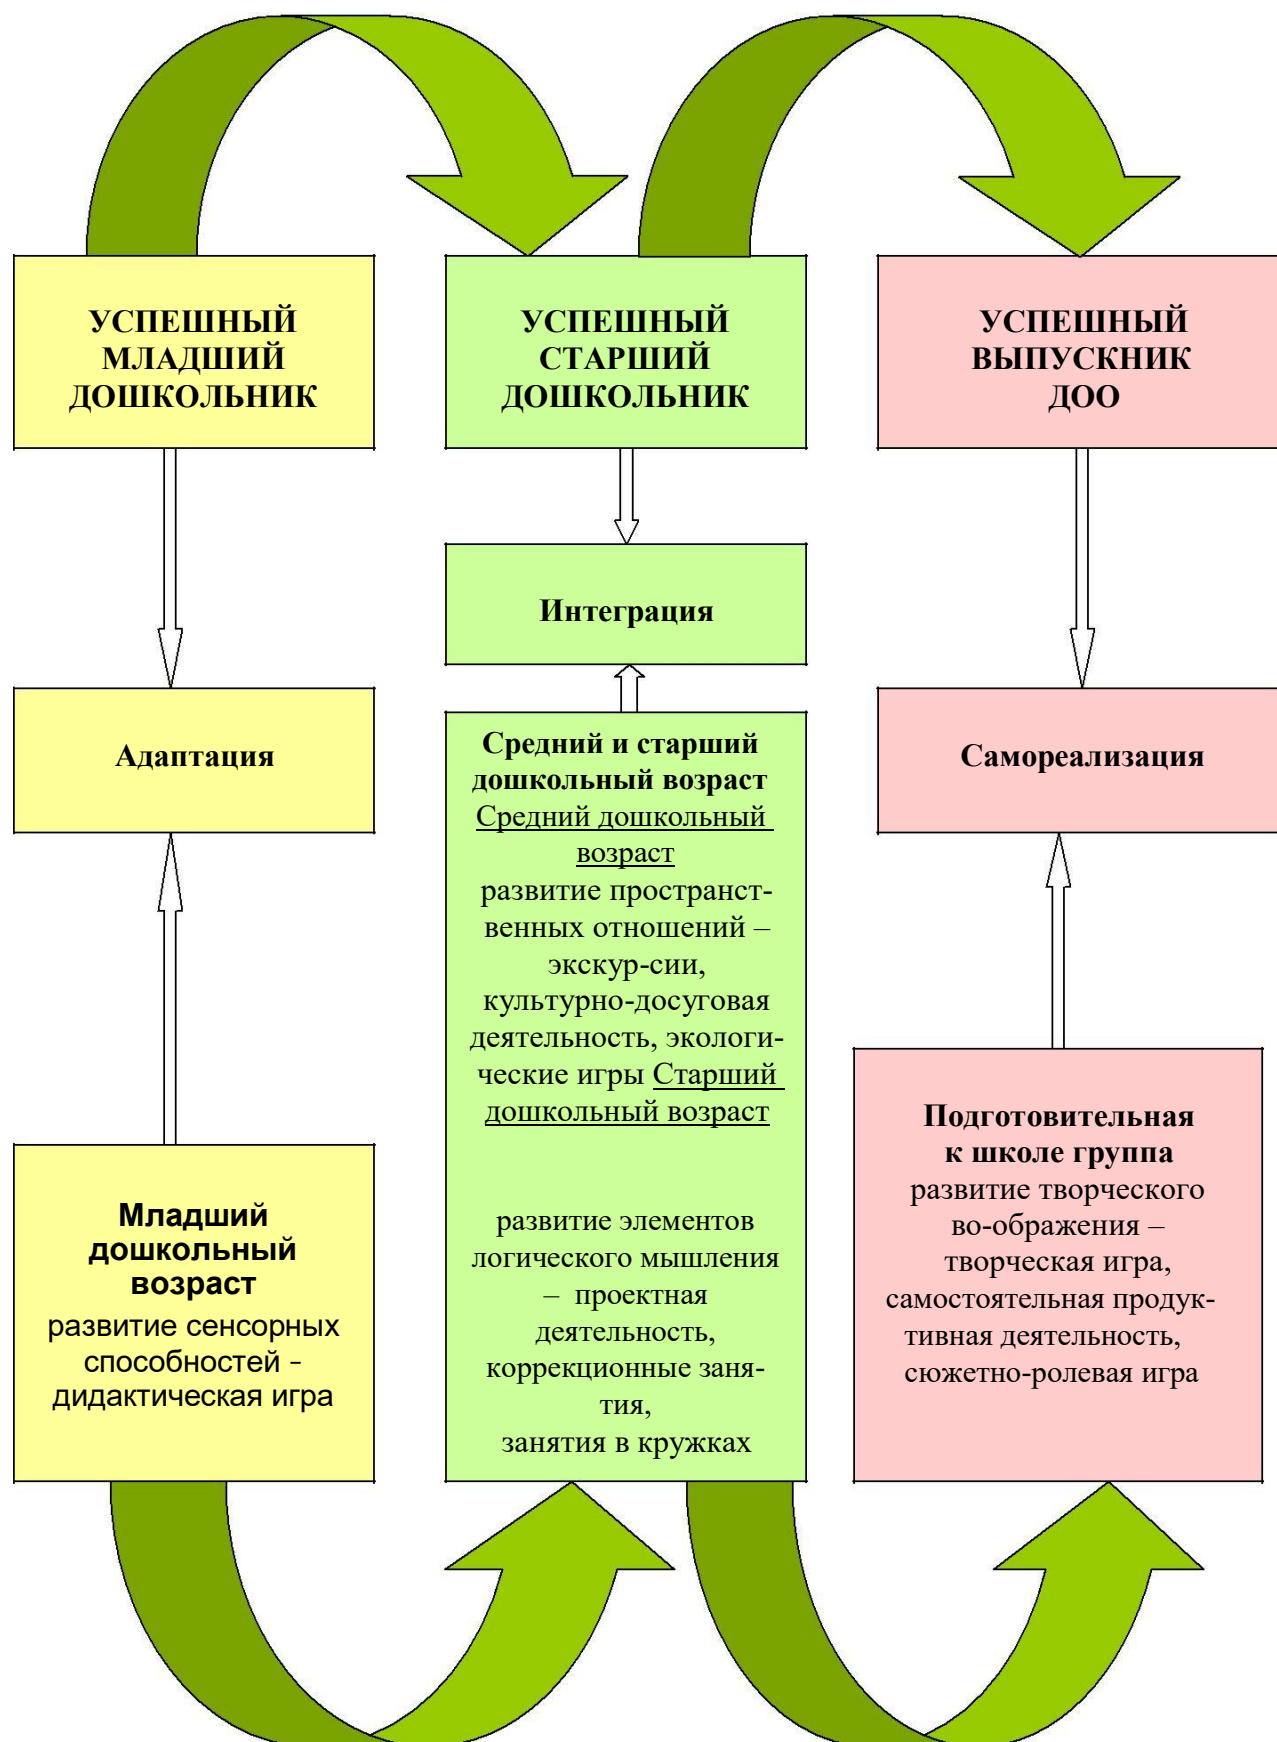 УСПЕШНЫЙ
МЛАДШИЙ
ДОШКОЛЬНИК
УСПЕШНЫЙ
СТАРШИЙ
ДОШКОЛЬНИК
УСПЕШНЫЙ
ВЫПУСКНИК
ДОО
Интеграция
Адаптация
Самореализация
Средний и старший
дошкольный возраст
Средний дошкольный
возраст
развитие пространст-
венных отношений –
экскур-сии,
культурно-досуговая
деятельность, экологи-
ческие игры Старший
дошкольный возраст
развитие элементов
логического мышления
– проектная
деятельность,
коррекционные заня-
тия,
занятия в кружках
Младший
дошкольный
возраст
развитие сенсорных
способностей -
дидактическая игра
Подготовительная
к школе группа
развитие творческого
во-ображения –
творческая игра,
самостоятельная продук-
тивная деятельность,
сюжетно-ролевая игра